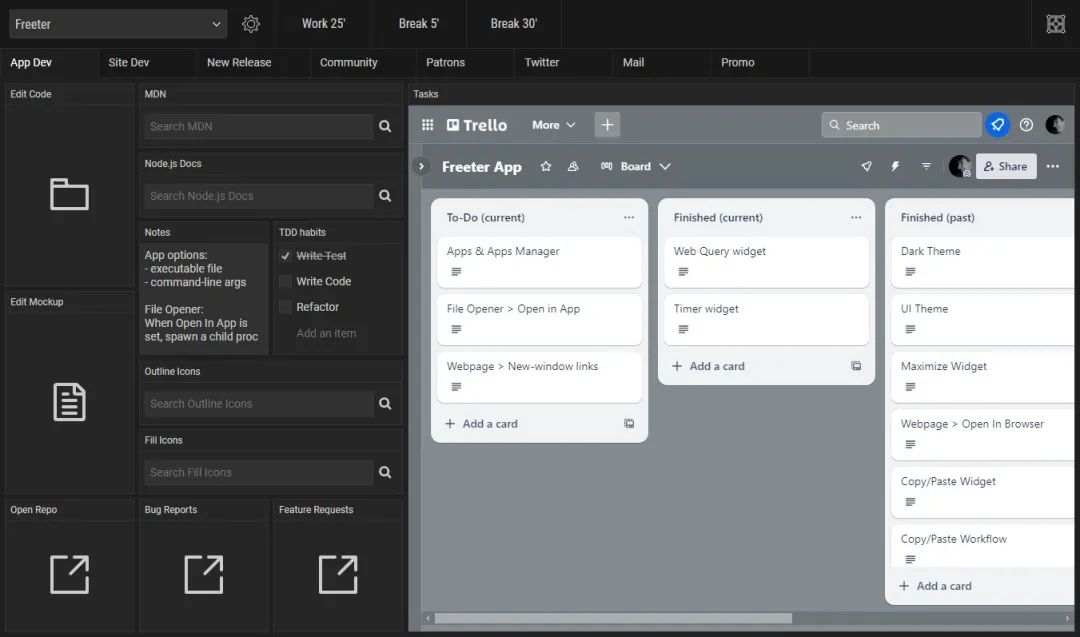 Freeter
Work 25'
Break 5'
Break 30'
App Dev
Site Dev
New Release
Community
Patrons
Twitter
Mail
Promo
Edit Code
Edit Mockup
MDN
Search MDN
Node.js Docs
Search Node.js Docs
Notes
App options:
- executable file
- command-line args
File Opener:
When Open In App is
set, spawn a child proc
TDD habits
Write Test
Write Code
Refactor
Add an item
Outline Icons
Search Outline Icons
Fill Icons
Search Fill Icons
Open Repo
Bug Reports
Feature Requests
Tasks
Trello
More
Search
Freeter App
Board
Share
To-Do (current)
Apps & Apps Manager
File Opener > Open in App
Webpage > New-window links
Add a card
Finished (current)
Web Query widget
Timer widget
Add a card
Finished (past)
Dark Theme
UI Theme
Maximize Widget
Webpage > Open In Browser
Copy/Paste Widget
Copy/Paste Workflow
Add a card